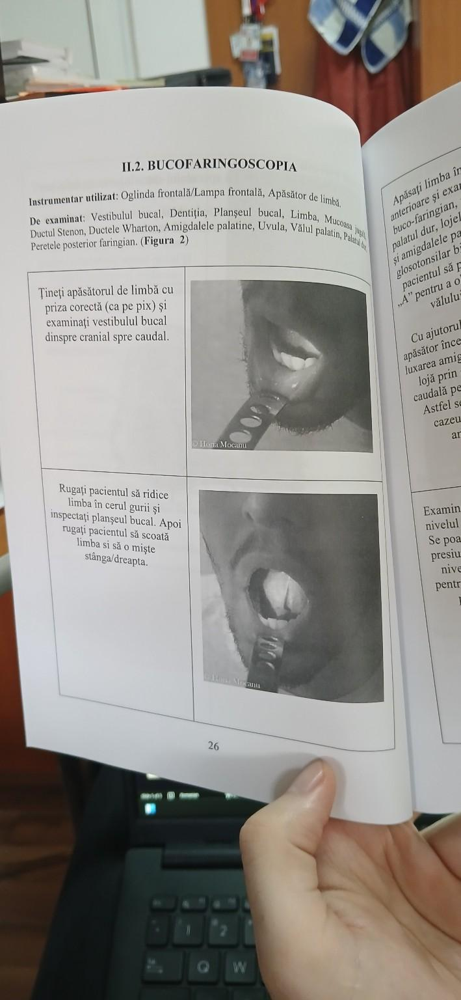 II.2. BUCOFARINGOSCOPIA
Instrumentar utilizat: Oglinda frontală/Lampa frontală, Apăsător de limbă.
De examinat: Vestibulul bucal, Dentiția, Planșeul bucal, Limba, Mucoasa jugală,
Ductul Stenon, Ductele Wharton, Amigdalele palatine, Uvula, Vălul palatin, Palatul dur,
Peretele posterior faringian. (Figura 2)
Țineți apăsătorul de limbă cu
priza corectă (ca pe pix) și
examinați vestibulul bucal
dinspre cranial spre caudal.
© Horia Mocanu
Rugați pacientul să ridice
limba în cerul gurii și
inspectați planșeul bucal. Apoi
rugați pacientul să scoată
limba si să o miște
stânga/dreapta.
© Horia Mocanu
26
Apăsați limba în
anterioare și exa
buco-faringian,
palatul dur, lojel
și amigdalele pa
glosotonsilar b
pacientul să p
„A” pentru a o
vălulu
Cu ajutorul
apăsător înce
luxarea amig
lojă prin
caudală pe
Astfel s
cazeu
ar
Examin
nivelul
Se poa
presiu
nive
pentr
1
2
Q
W